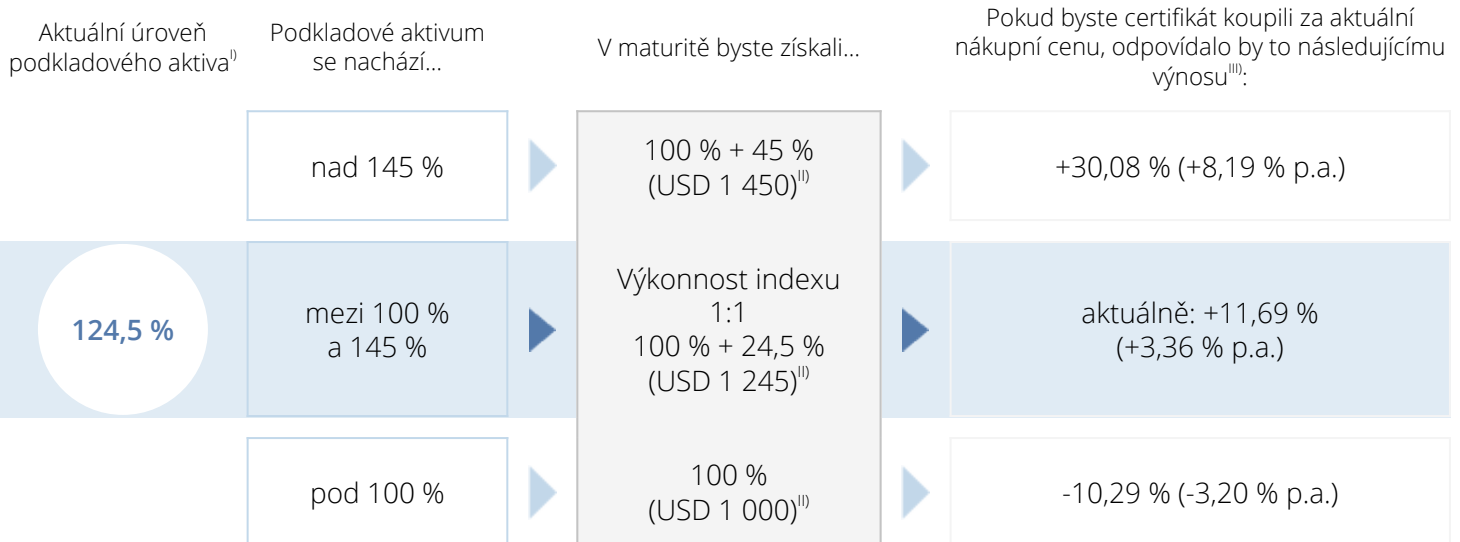 Aktuální úroveň
podkladového aktiva^I)
Podkladové aktivum
se nachází...
V maturitě byste získali...
Pokud byste certifikát koupili za aktuální
nákupní cenu, odpovídalo by to následujícímu
výnosu^III):
nad 145 %
100 % + 45 %
(USD 1 450)^II)
+30,08 % (+8,19 % p.a.)
124,5 %
mezi 100 %
a 145 %
Výkonnost indexu
1:1
100 % + 24,5 %
(USD 1 245)^II)
aktuálně: +11,69 %
(+3,36 % p.a.)
pod 100 %
100 %
(USD 1 000)^II)
-10,29 % (-3,20 % p.a.)